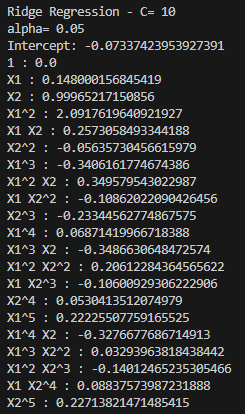 Ridge Regression - C= 10
alpha= 0.05
Intercept: -0.07337423953927391
1 : 0.0
X1 : 0.148000156845419
X2 : 0.99965217150856
X1^2 : 2.0917619640921927
X1 X2 : 0.2573058493344188
X2^2 : -0.05635730456615979
X1^3 : -0.3406161774674386
X1^2 X2 : 0.349579543022987
X1 X2^2 : -0.10862022090426456
X2^3 : -0.23344562774867575
X1^4 : 0.06871419966718388
X1^3 X2 : -0.3486630648472574
X1^2 X2^2 : 0.20612284364565622
X1 X2^3 : -0.10600929306222906
X2^4 : 0.0530413512074979
X1^5 : 0.22225507759165525
X1^4 X2 : -0.3276677686714913
X1^3 X2^2 : 0.03293963818438442
X1^2 X2^3 : -0.14012465235305466
X1 X2^4 : 0.08837573987231888
X2^5 : 0.22713821471485415